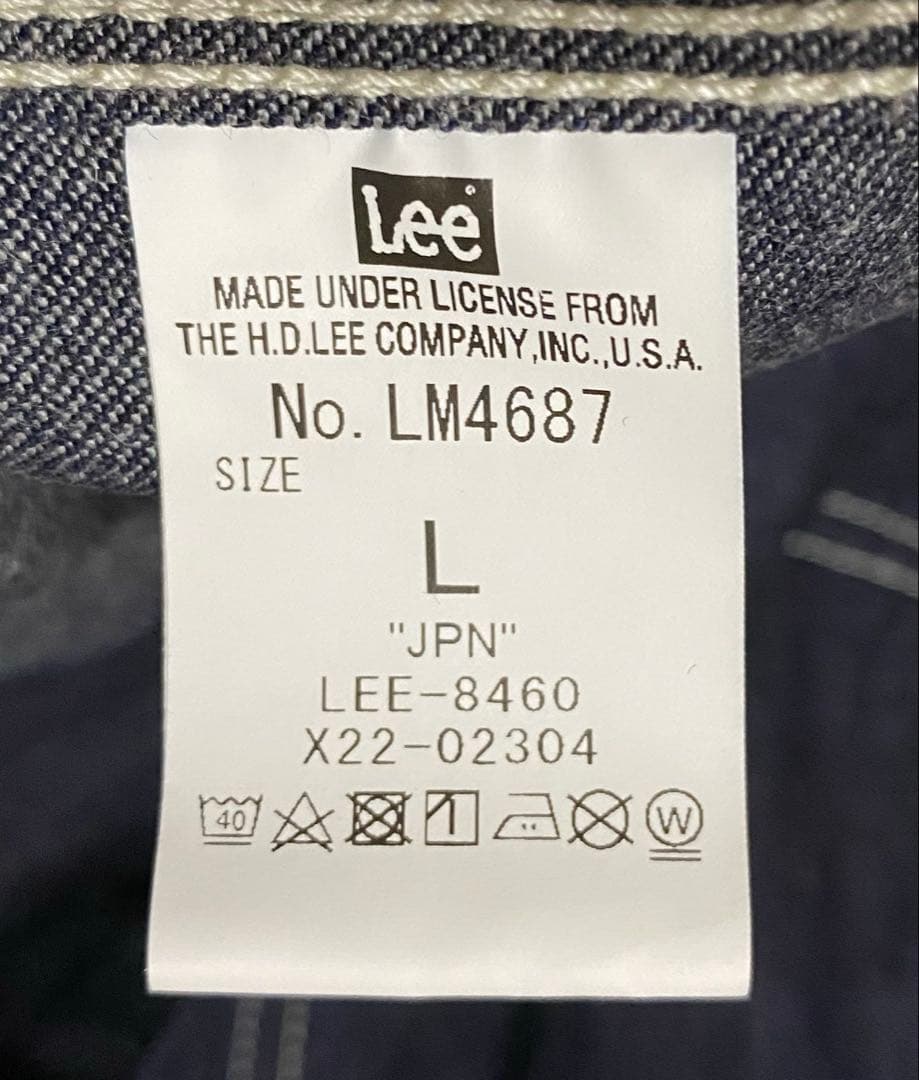 Lee
MADE UNDER LICENSE FROM
THE H.D.LEE COMPANY,INC.,U.S.A.
No. LM4687
SIZE
L
"JPN"
LEE-8460
X22-02304
40
W